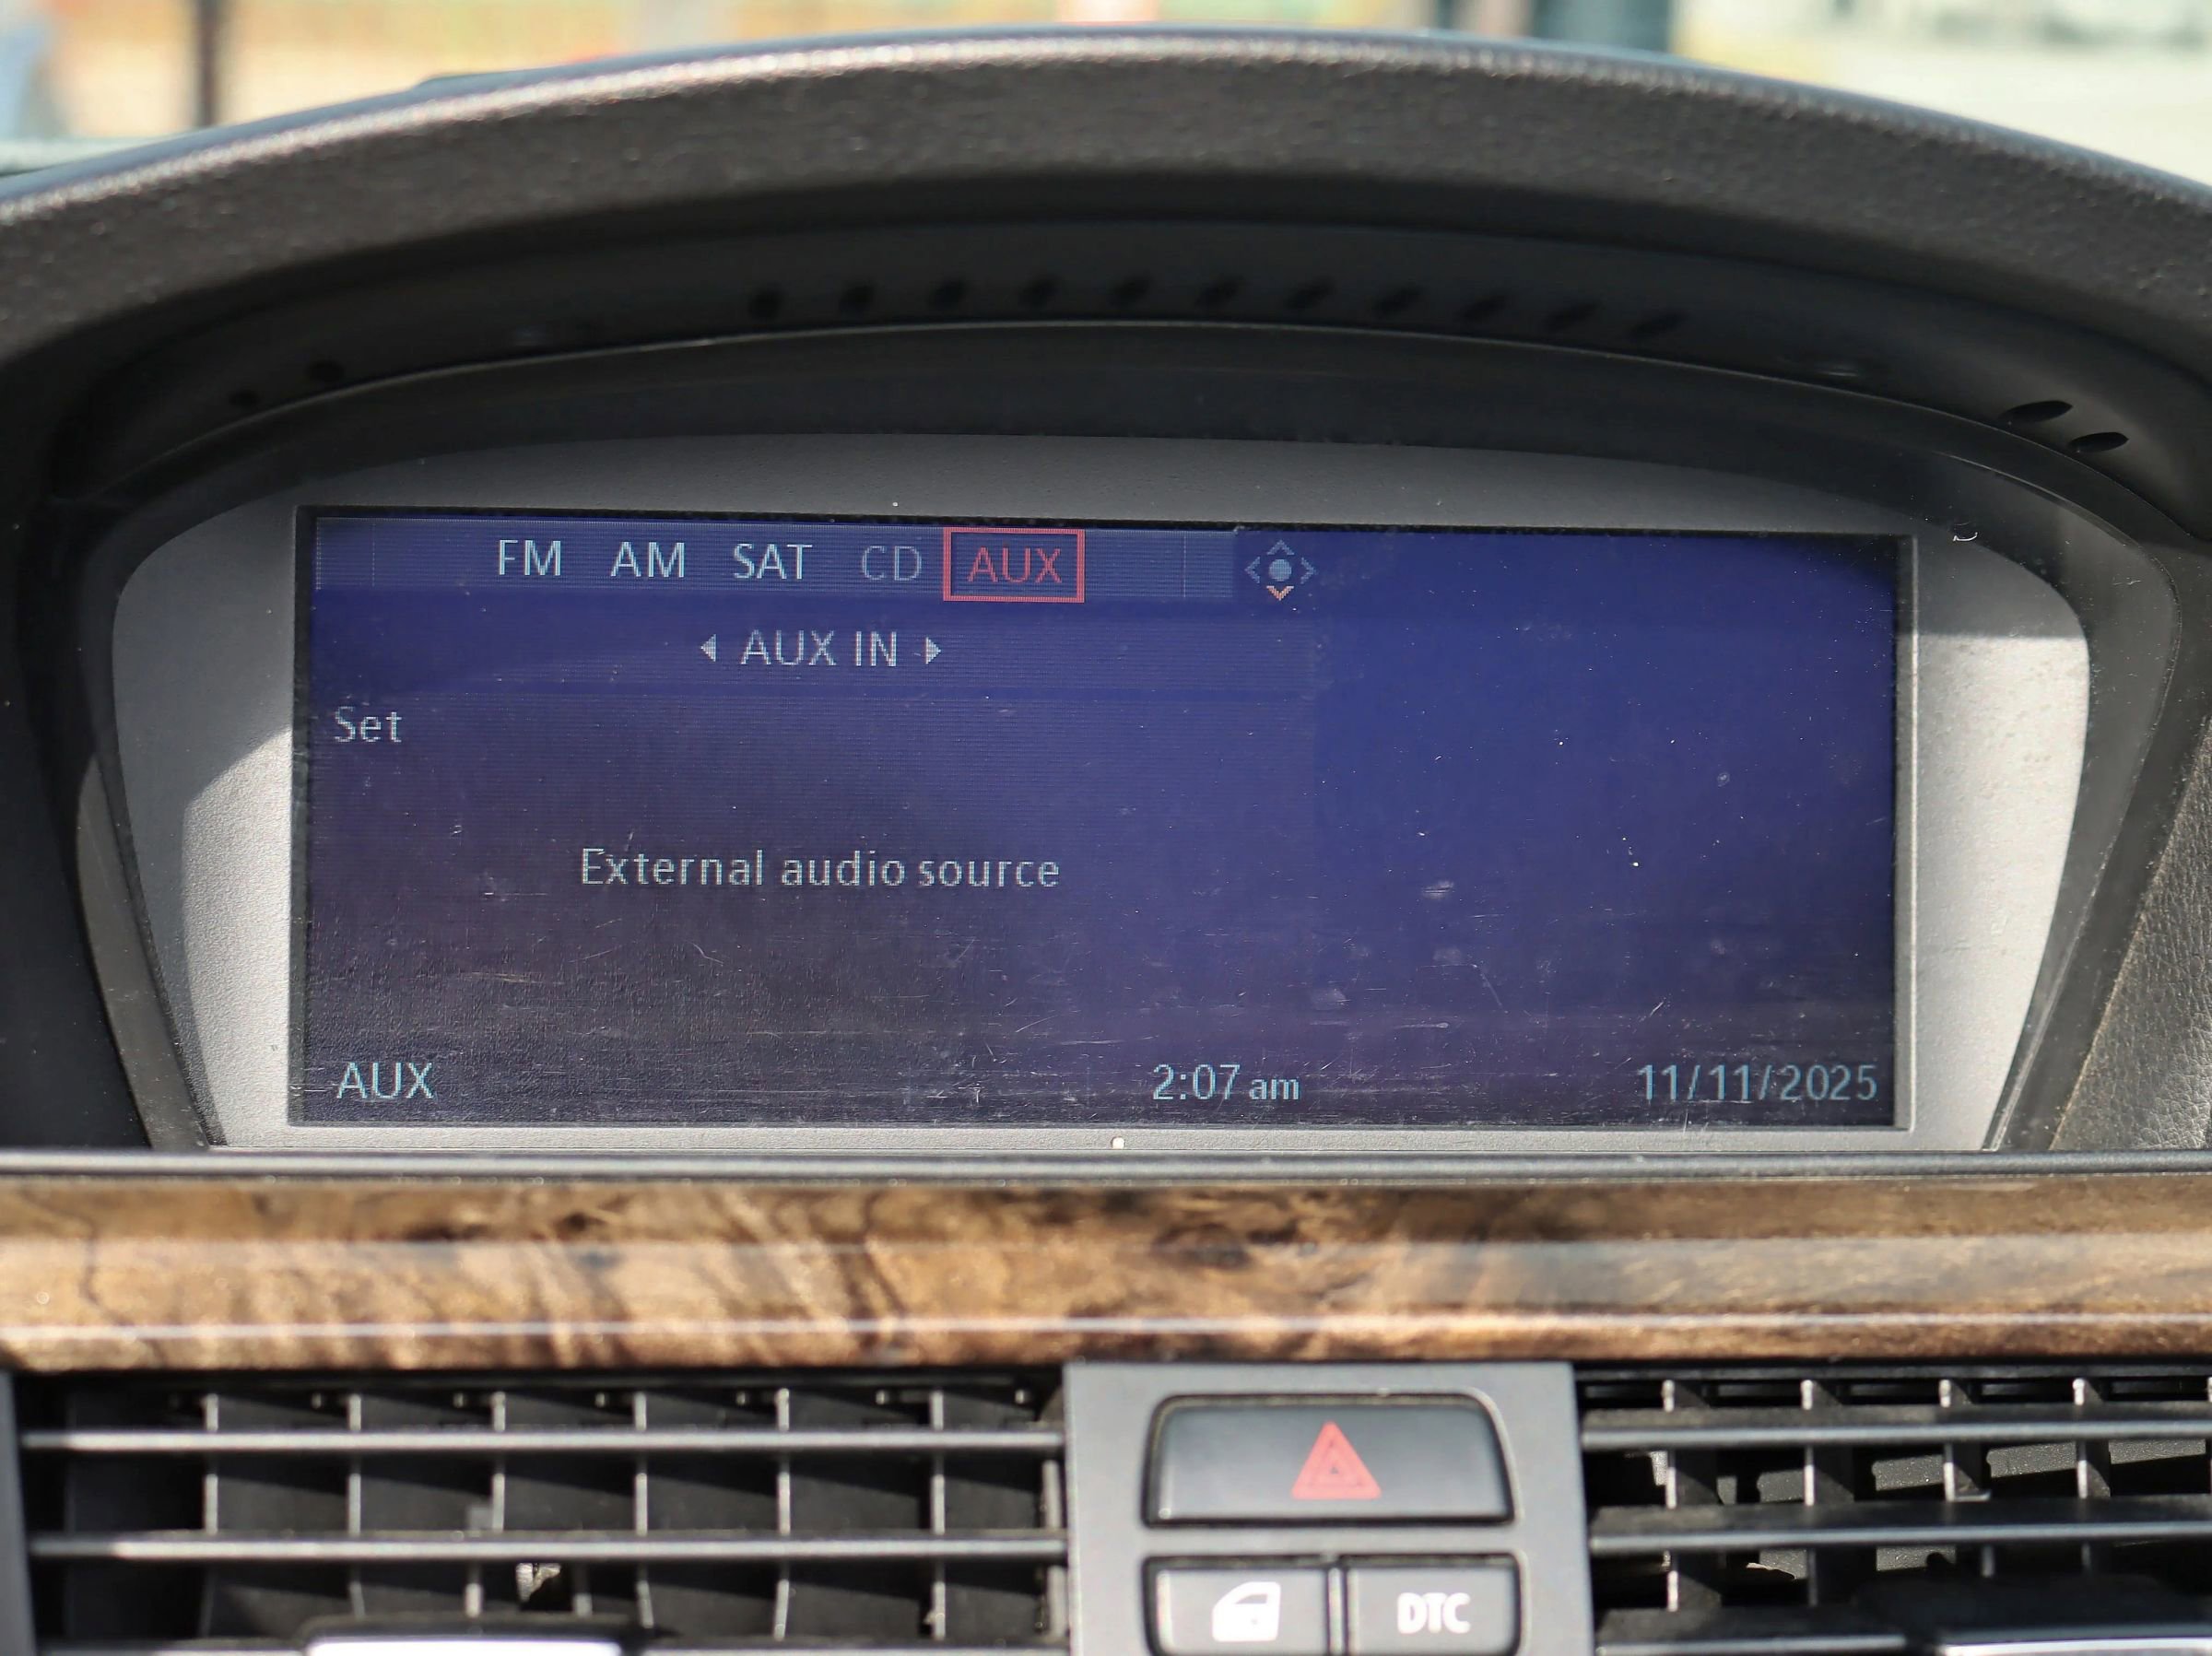 FM AM SAT CD AUX
AUX IN
Set
External audio source
AUX 2:07 am 11/11/2025
DTC